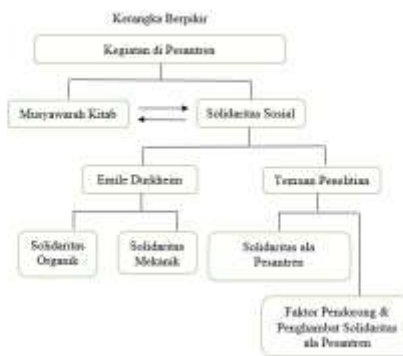 Kerangka Berpikir
Kegiatan di Pesantren
Musyawarah Kitab
Solidaritas Sosial
Emile Durkheim
Temuan Penelitian
Solidaritas
Organik
Solidaritas
Mekanik
Solidaritas ala
Pesantren
Faktor Pendorong &
Penghambat Solidaritas
ala Pesantren